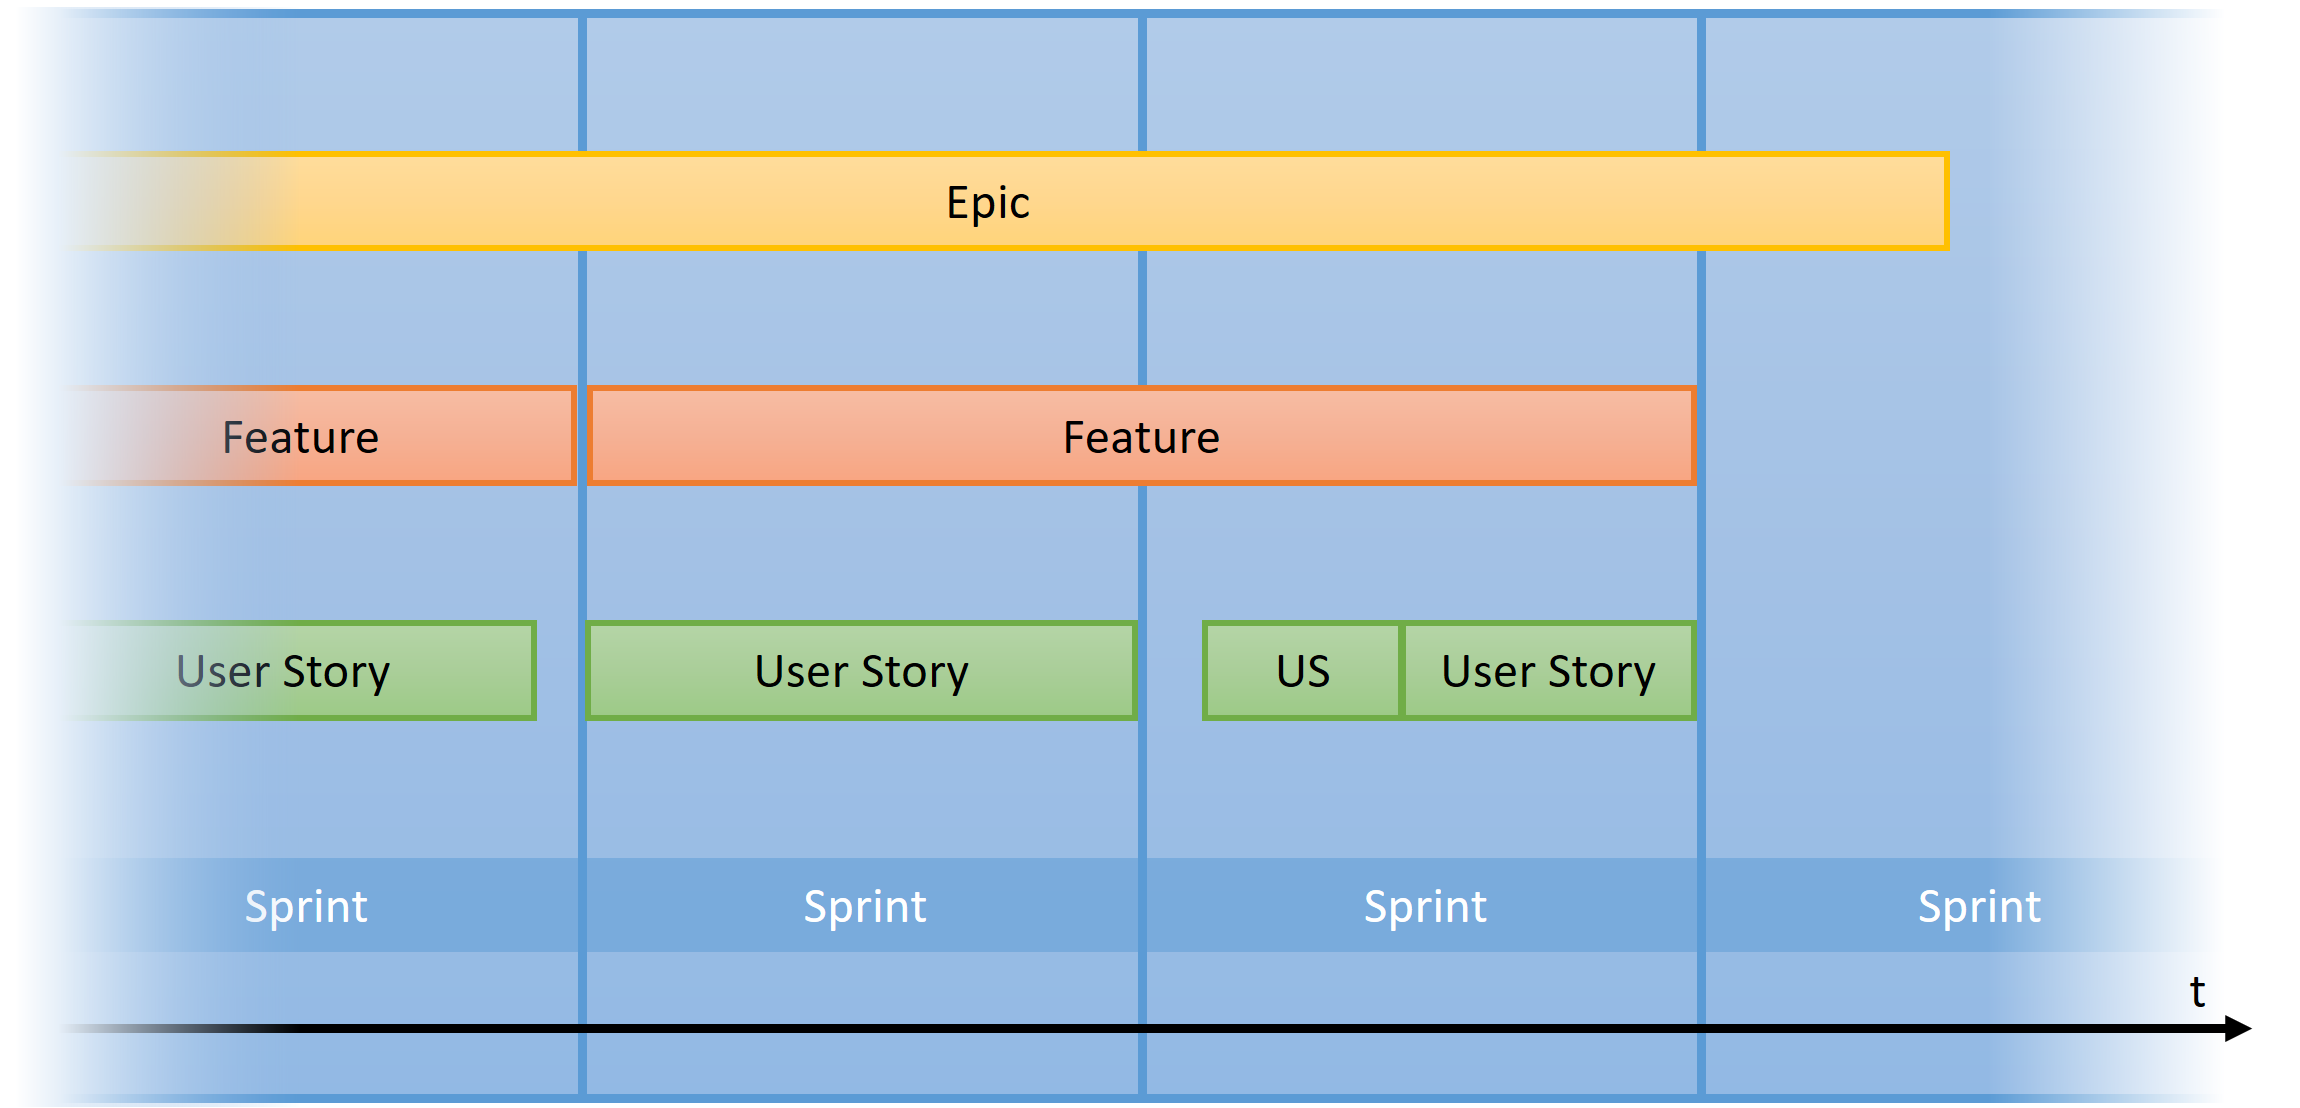 Epic
Feature Feature
User Story User Story US User Story
Sprint Sprint Sprint Sprint
t